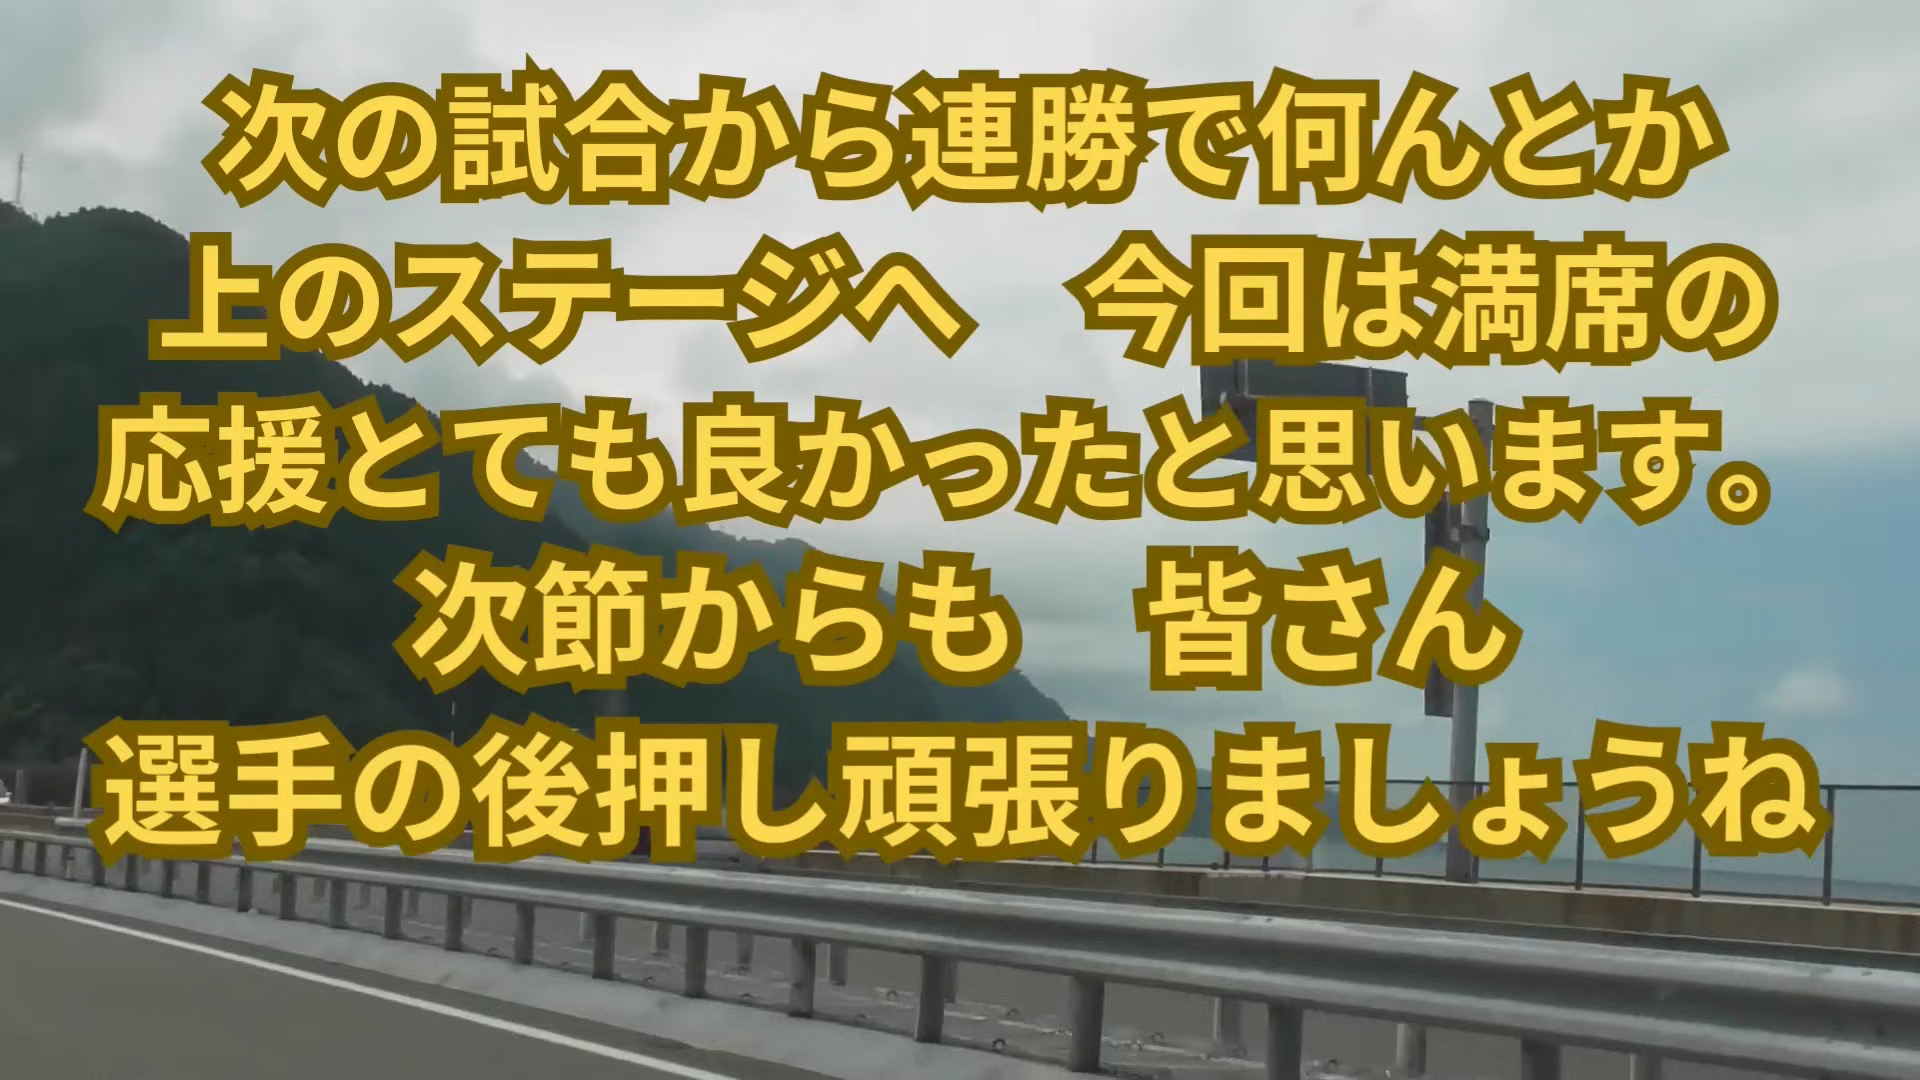 次の試合から連勝で何んとか
上のステージへ　今回は満席の
応援とても良かったと思います。
次節からも　皆さん
選手の後押し頑張りましょうね